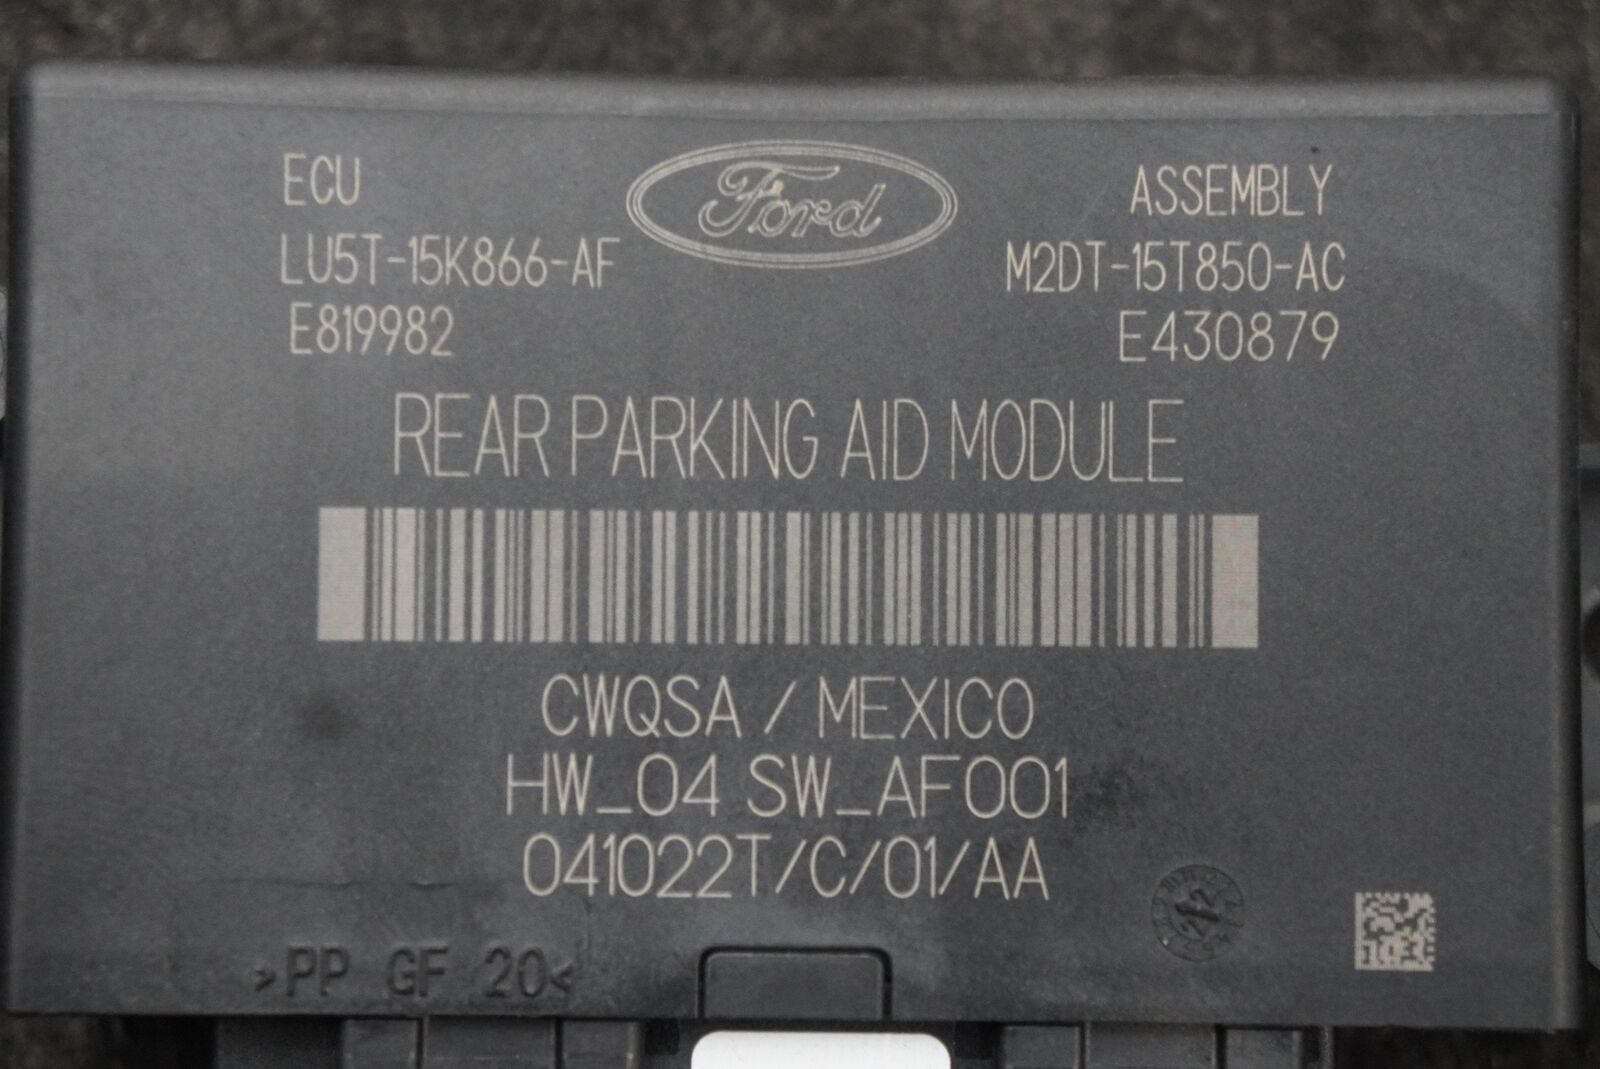 ECU
LU5T-15K866-AF
E819982
Ford
ASSEMBLY
M2DT-15T850-AC
E430879
REAR PARKING AID MODULE
CWQSA / MEXICO
HW_04 SW_AF001
041022T/C/01/AA
>PP GF 20<